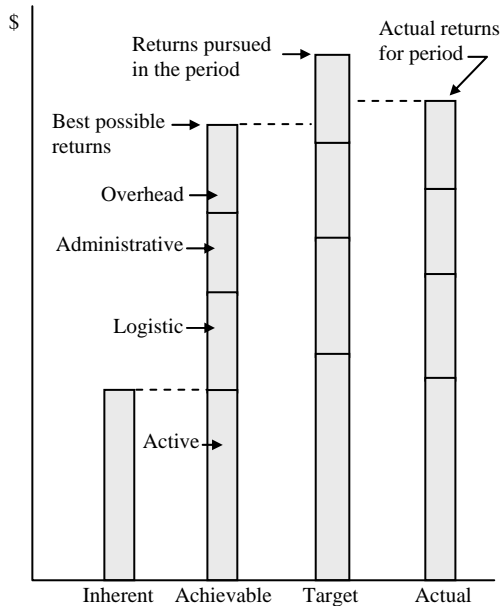 $
Returns pursued
in the period
Actual returns
for period
Best possible
returns
Overhead
Administrative
Logistic
Active
Inherent Achievable Target Actual